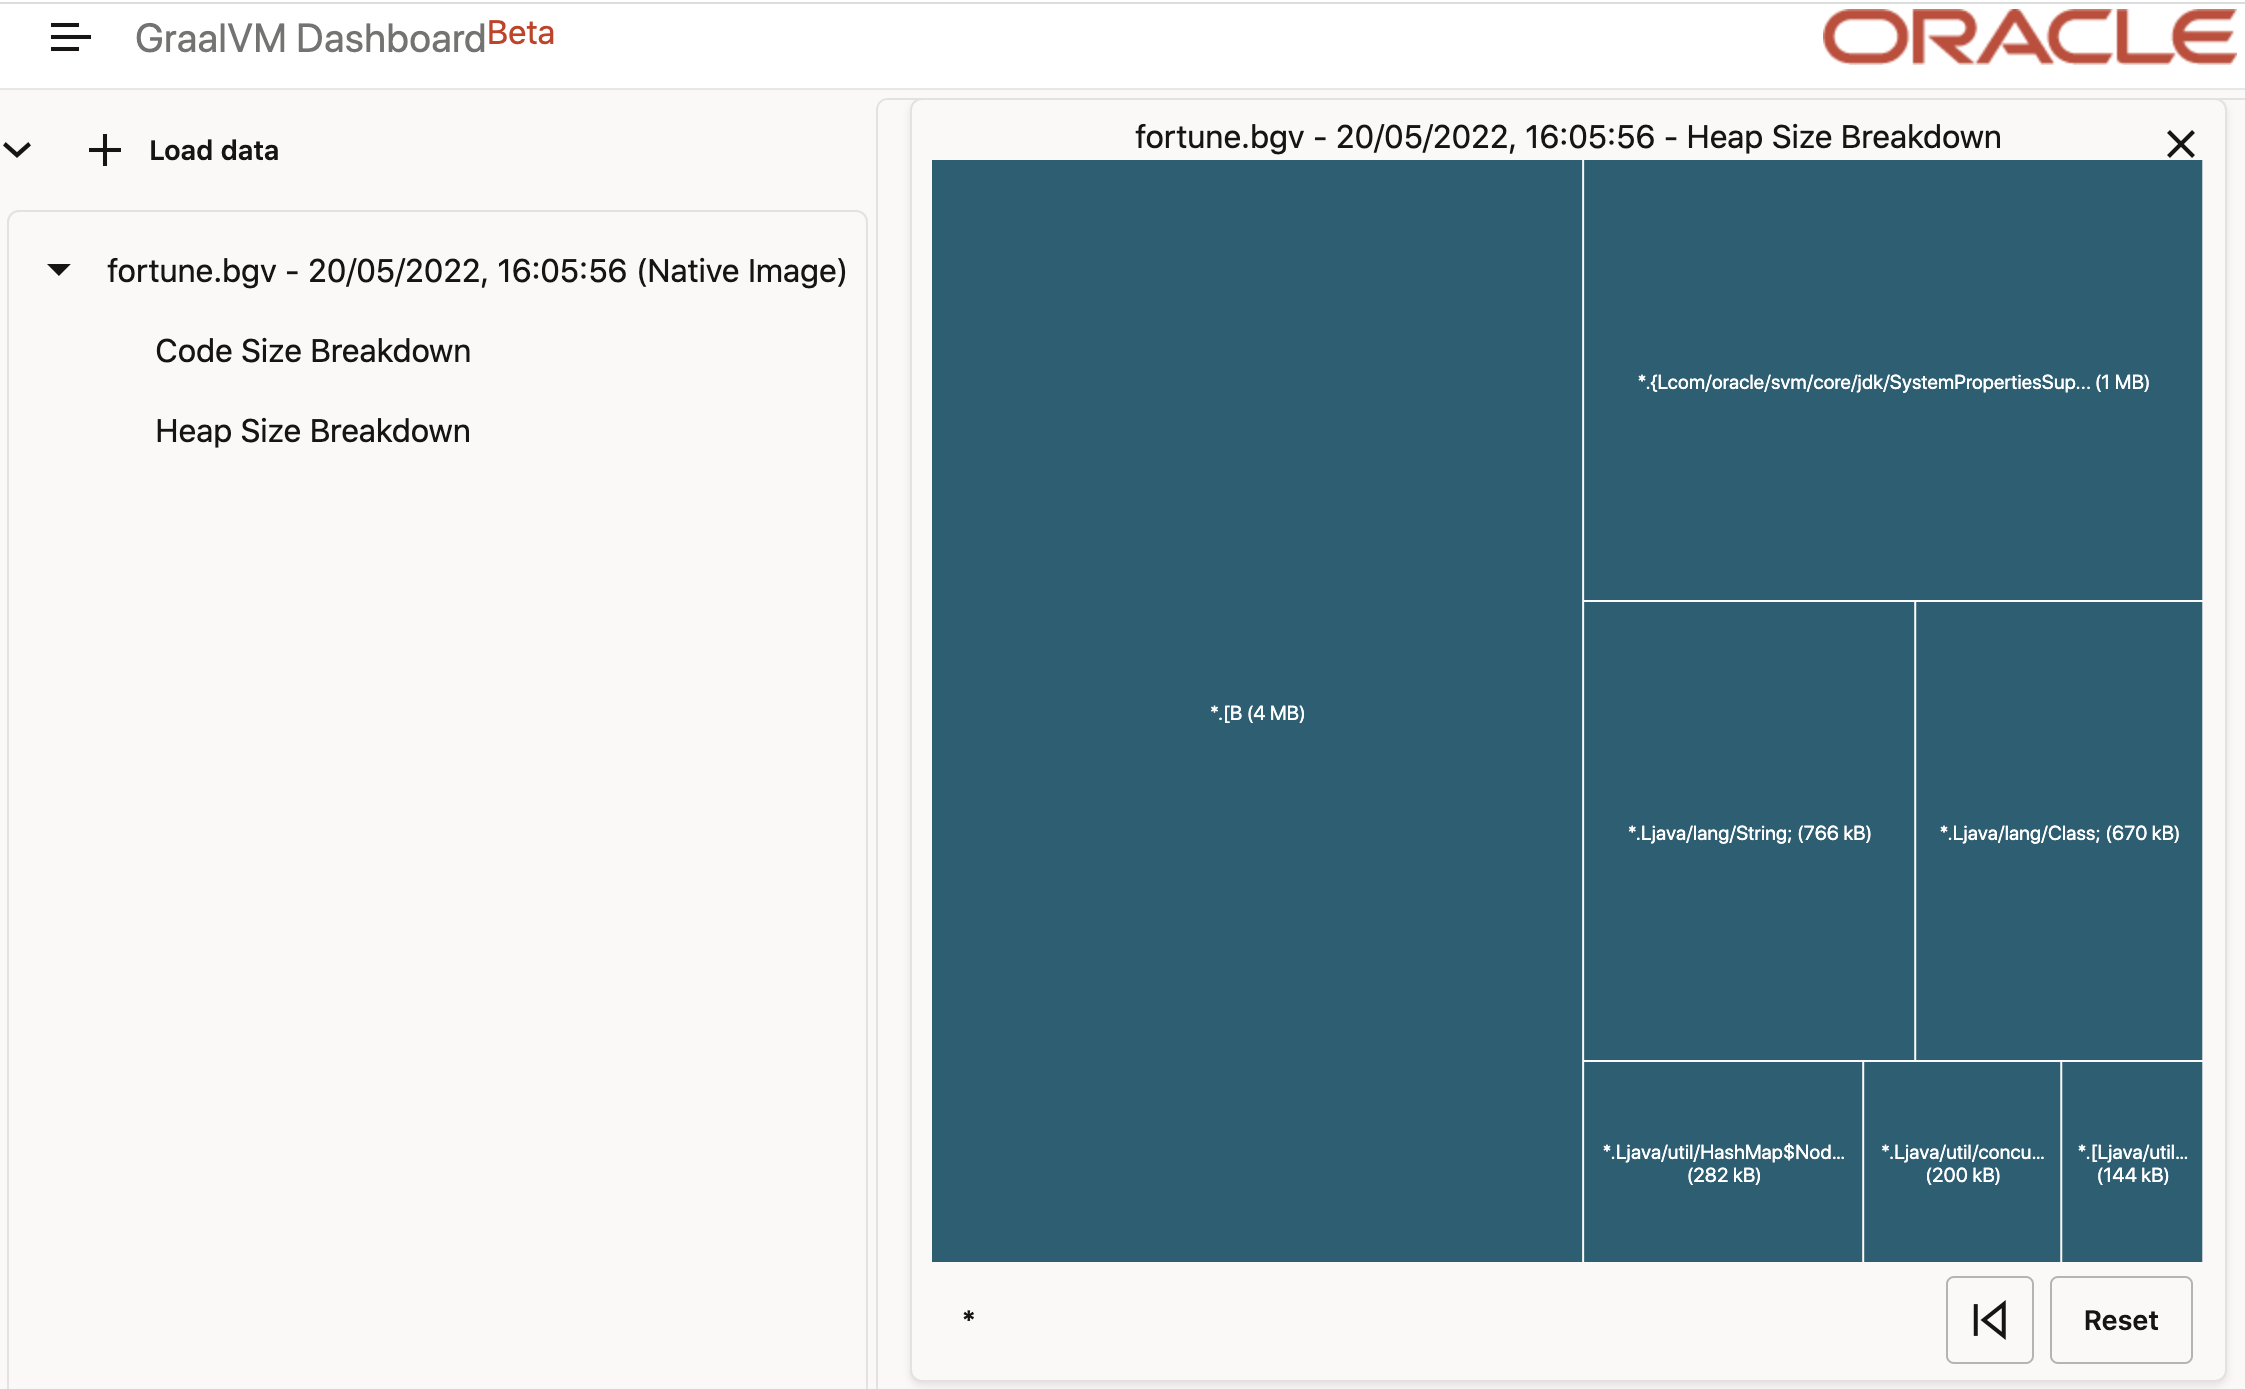 GraalVM Dashboard Beta
ORACLE
Load data
fortune.bgv - 20/05/2022, 16:05:56 (Native Image)
Code Size Breakdown
Heap Size Breakdown
fortune.bgv - 20/05/2022, 16:05:56 - Heap Size Breakdown
*.[B (4 MB)
*.{Lcom/oracle/svm/core/jdk/SystemPropertiesSup... (1 MB)
*.Ljava/lang/String; (766 kB)
*.Ljava/lang/Class; (670 kB)
*.Ljava/util/HashMap$Nod...
(282 kB)
*.Ljava/util/concu...
(200 kB)
*.[Ljava/util...
(144 kB)
*
Reset